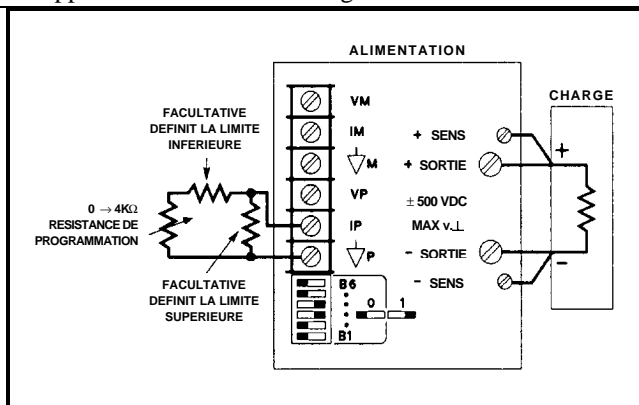 ALIMENTATION
CHARGE
VM
IM
M
VP
IP
P
+ SENS
+ SORTIE
± 500 VDC
MAX v.⊥
- SORTIE
- SENS
+
-
FACULTATIVE
DEFINIT LA LIMITE
INFERIEURE
0 → 4KΩ
RESISTANCE DE
PROGRAMMATION
FACULTATIVE
DEFINIT LA LIMITE
SUPERIEURE
B6
B1
0 1